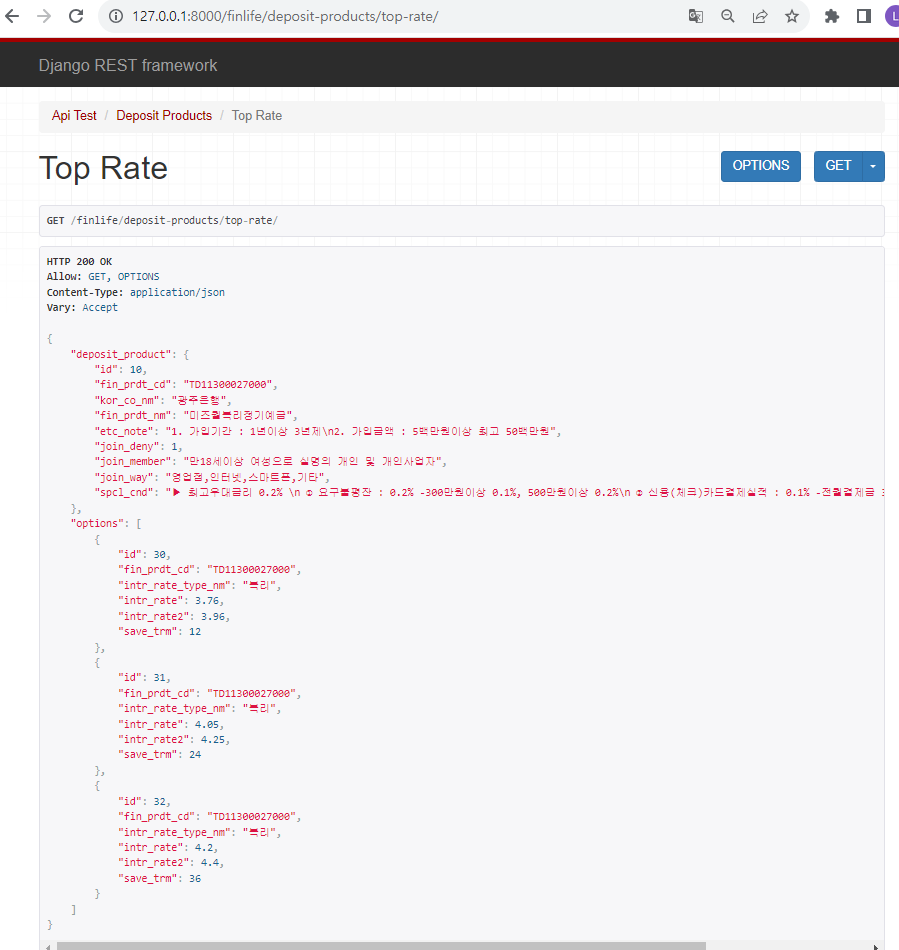 127.0.0.1:8000/finlife/deposit-products/top-rate/
Django REST framework
Api Test / Deposit Products / Top Rate
Top Rate
OPTIONS
GET
GET /finlife/deposit-products/top-rate/
HTTP 200 OK
Allow: GET, OPTIONS
Content-Type: application/json
Vary: Accept
{
"deposit_product": {
"id": 10,
"fin_prdt_cd": "TD11300027000",
"kor_co_nm": "광주은행",
"fin_prdt_nm": "미즈월복리정기예금",
"etc_note": "1. 가입기간 : 1년이상 3년제\n2. 가입금액 : 5백만원이상 최고 50백만원",
"join_deny": 1,
"join_member": "만18세이상 여성으로 실명의 개인 및 개인사업자",
"join_way": "영업점,인터넷,스마트폰,기타",
"spcl_cnd": "▶ 최고우대금리 0.2% \n ① 요구불평잔 : 0.2% -300만원이상 0.1%, 500만원이상 0.2%\n ② 신용(체크)카드결제실적 : 0.1% -전월결제금
},
"options": [
{
"id": 30,
"fin_prdt_cd": "TD11300027000",
"intr_rate_type_nm": "복리",
"intr_rate": 3.76,
"intr_rate2": 3.96,
"save_trm": 12
},
{
"id": 31,
"fin_prdt_cd": "TD11300027000",
"intr_rate_type_nm": "복리",
"intr_rate": 4.05,
"intr_rate2": 4.25,
"save_trm": 24
},
{
"id": 32,
"fin_prdt_cd": "TD11300027000",
"intr_rate_type_nm": "복리",
"intr_rate": 4.2,
"intr_rate2": 4.4,
"save_trm": 36
}
]
}